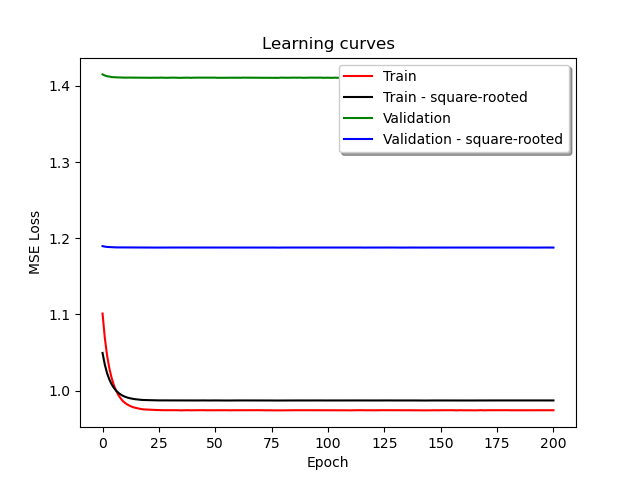 Learning curves
Train
Train - square-rooted
Validation
Validation - square-rooted
1.4
1.3
1.2
1.1
1.0
MSE Loss
0 25 50 75 100 125 150 175 200
Epoch